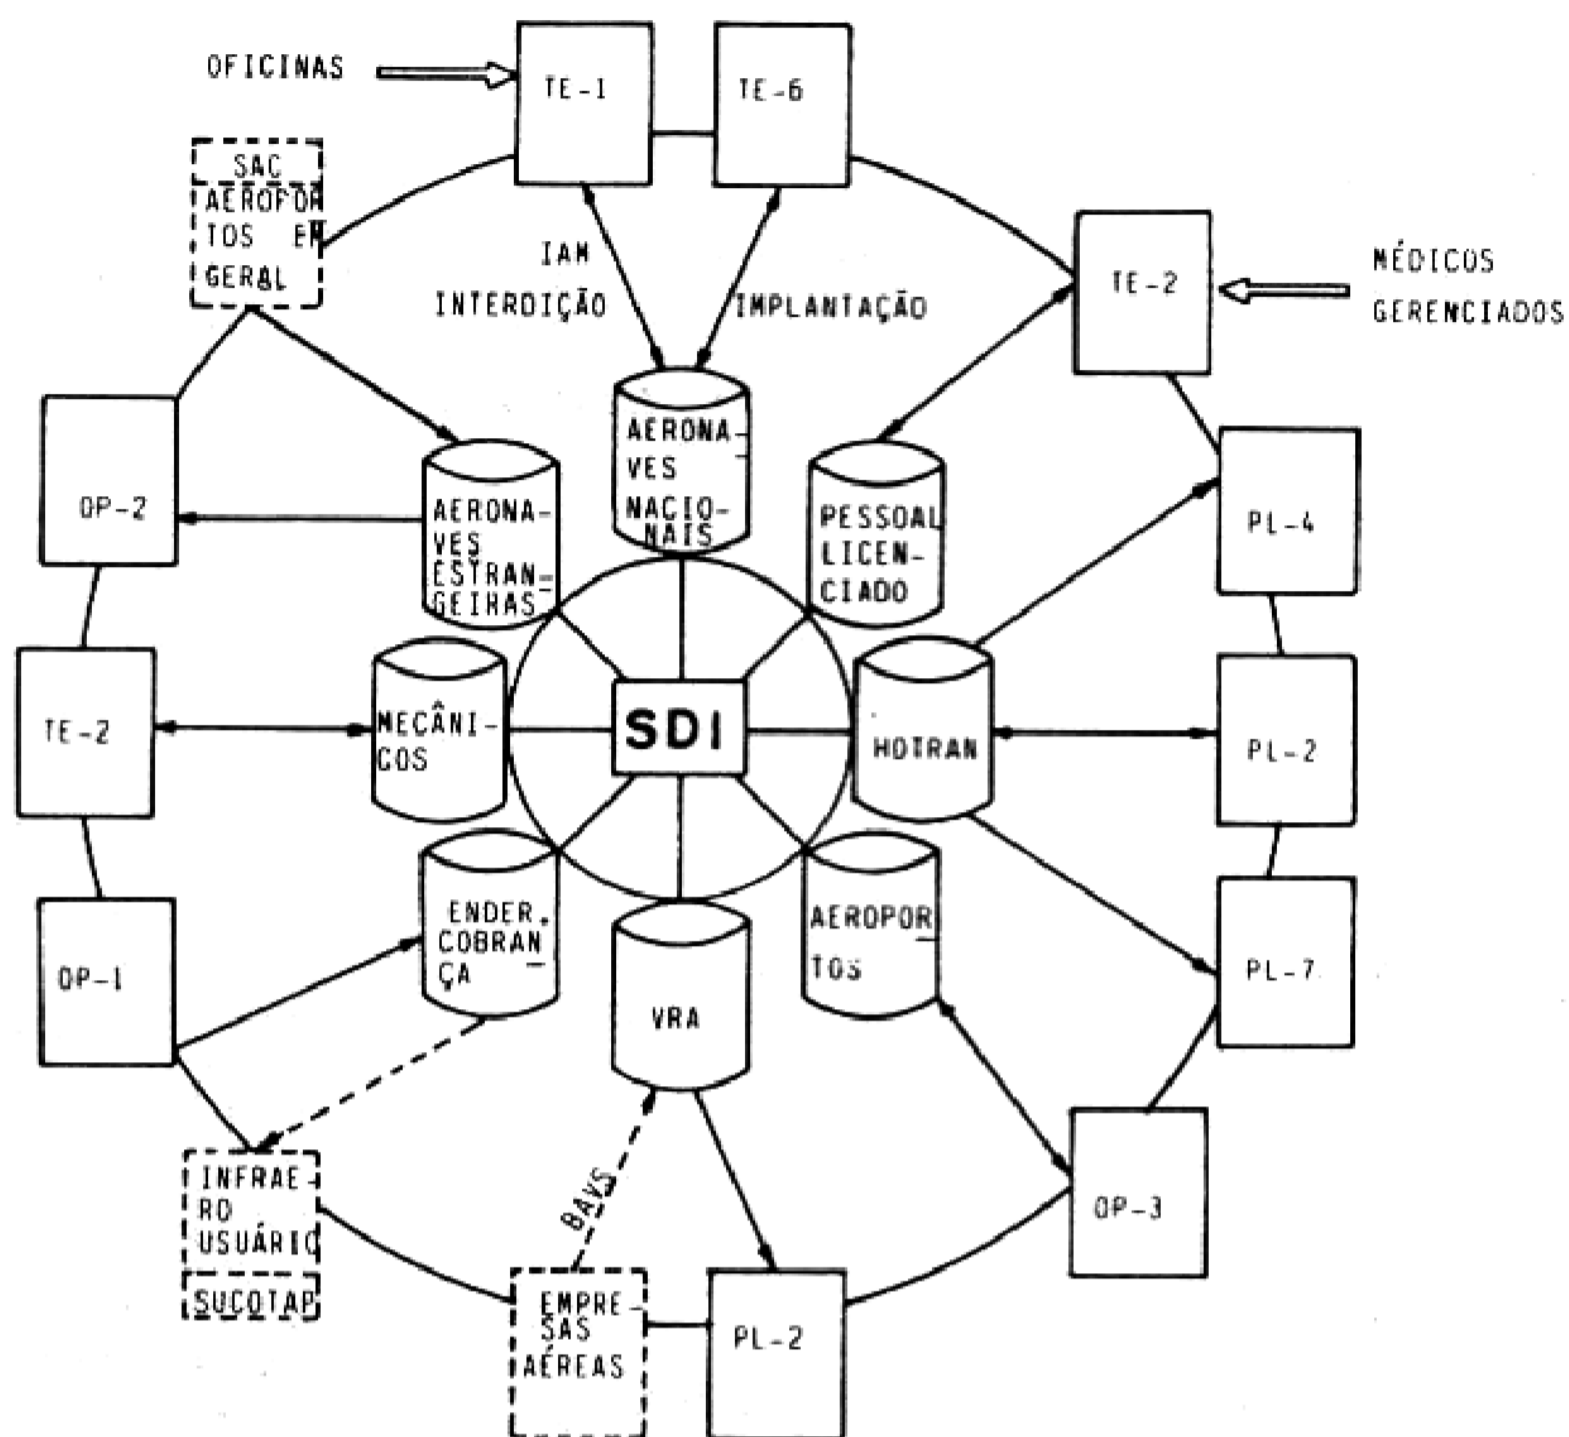 OFICINAS
TE-1
TE-6
SAC
AEROPOR
TOS EM
GERAL
IAM
INTERDIÇÃO
IMPLANTAÇÃO
TE-2
MÉDICOS
GERENCIADOS
OP-2
AERONA-
VES
ESTRAN-
GEIRAS
AERONA-
VES
NACIO-
NAIS
PESSOAL
LICEN-
CIADO
PL-4
TE-2
MECÂNI-
COS
SDI
HOTRAN
PL-2
OP-1
ENDER.
COBRAN-
ÇA
VRA
AEROPOR-
TOS
PL-7
INFRAE-
RO
USUÁRIO
SUCOTAP
BAVS
EMPRE-
SAS
AÉREAS
PL-2
OP-3